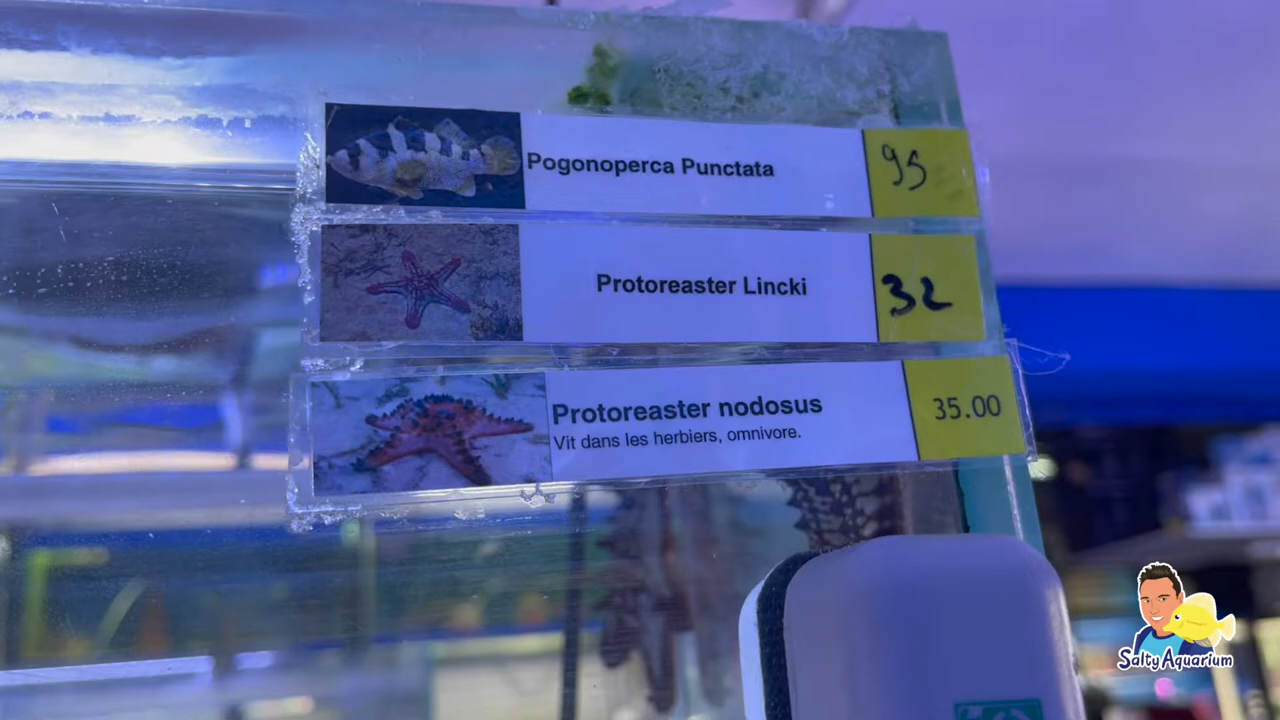 Pogonoperca Punctata 95
Protoreaster Lincki 32
Protoreaster nodosus 35.00
Vit dans les herbiers, omnivore.
Salty Aquarium